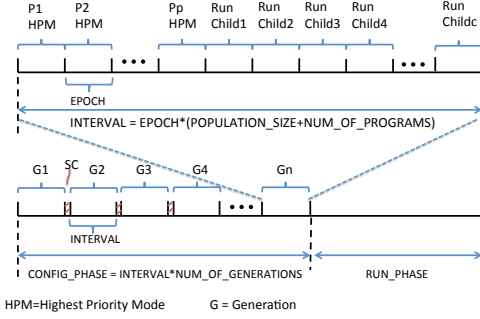 P1 P2 Pp Run Run Run Run Run
HPM HPM HPM Child1 Child2 Child3 Child4 Childc
EPOCH
INTERVAL = EPOCH*(POPULATION_SIZE+NUM_OF_PROGRAMS)
G1 SC G2 G3 G4 Gn
INTERVAL
CONFIG_PHASE = INTERVAL*NUM_OF_GENERATIONS RUN_PHASE
HPM=Highest Priority Mode G = Generation